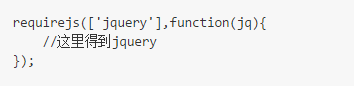 requirejs(['jquery'],function(jq){
    //这里得到jquery
});